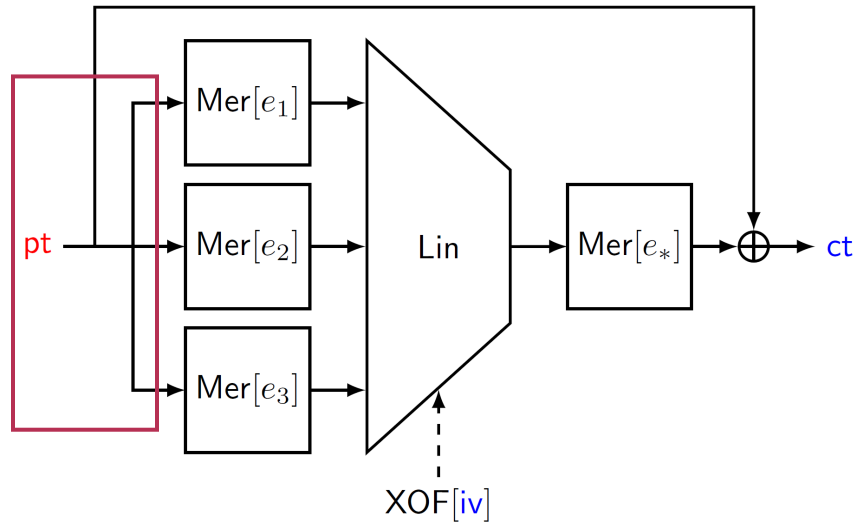 Mer[e₁]
pt
Mer[e₂]
Lin
Mer[e∗]
ct
Mer[e₃]
XOF[iv]